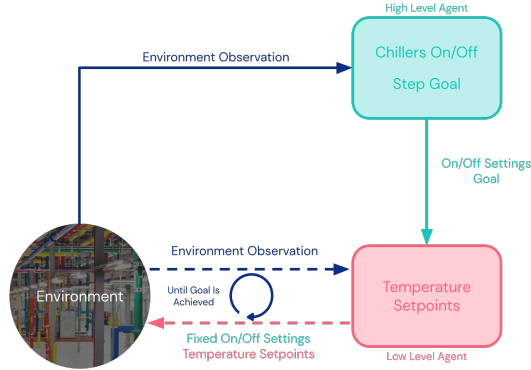 High Level Agent
Chillers On/Off
Step Goal
Environment Observation
On/Off Settings
Goal
Environment Observation
Environment
Until Goal Is
Achieved
Temperature
Setpoints
Fixed On/Off Settings
Temperature Setpoints
Low Level Agent